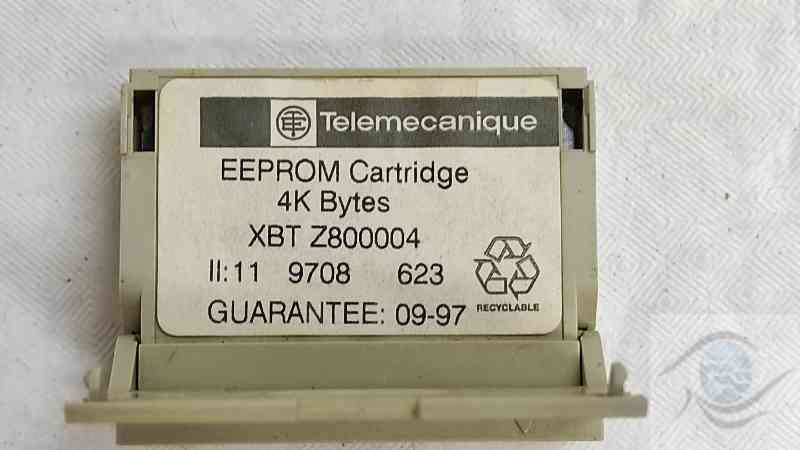 Telemecanique
EEPROM Cartridge
4K Bytes
XBT Z800004
II:11 9708 623
RECYCLABLE
GUARANTEE: 09-97